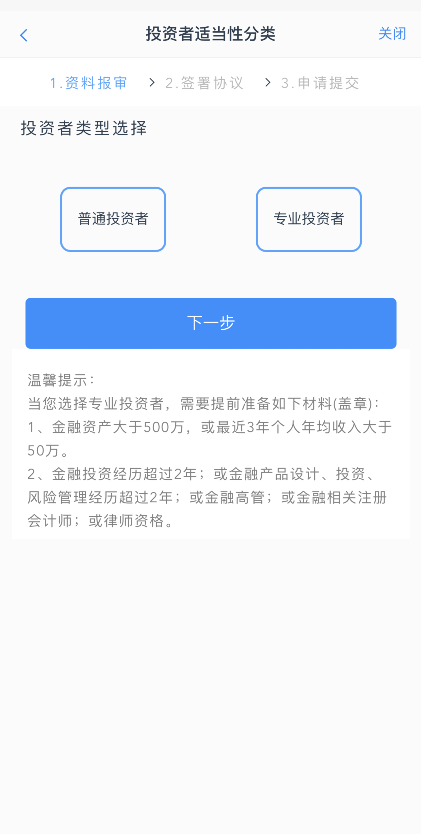 投资者适当性分类
关闭
1.资料报审 > 2.签署协议 > 3.申请提交
投资者类型选择
普通投资者 专业投资者
下一步
温馨提示：
当您选择专业投资者，需要提前准备如下材料(盖章)：
1、金融资产大于500万，或最近3年个人年均收入大于
50万。
2、金融投资经历超过2年；或金融产品设计、投资、
风险管理经历超过2年；或金融高管；或金融相关注册
会计师；或律师资格。